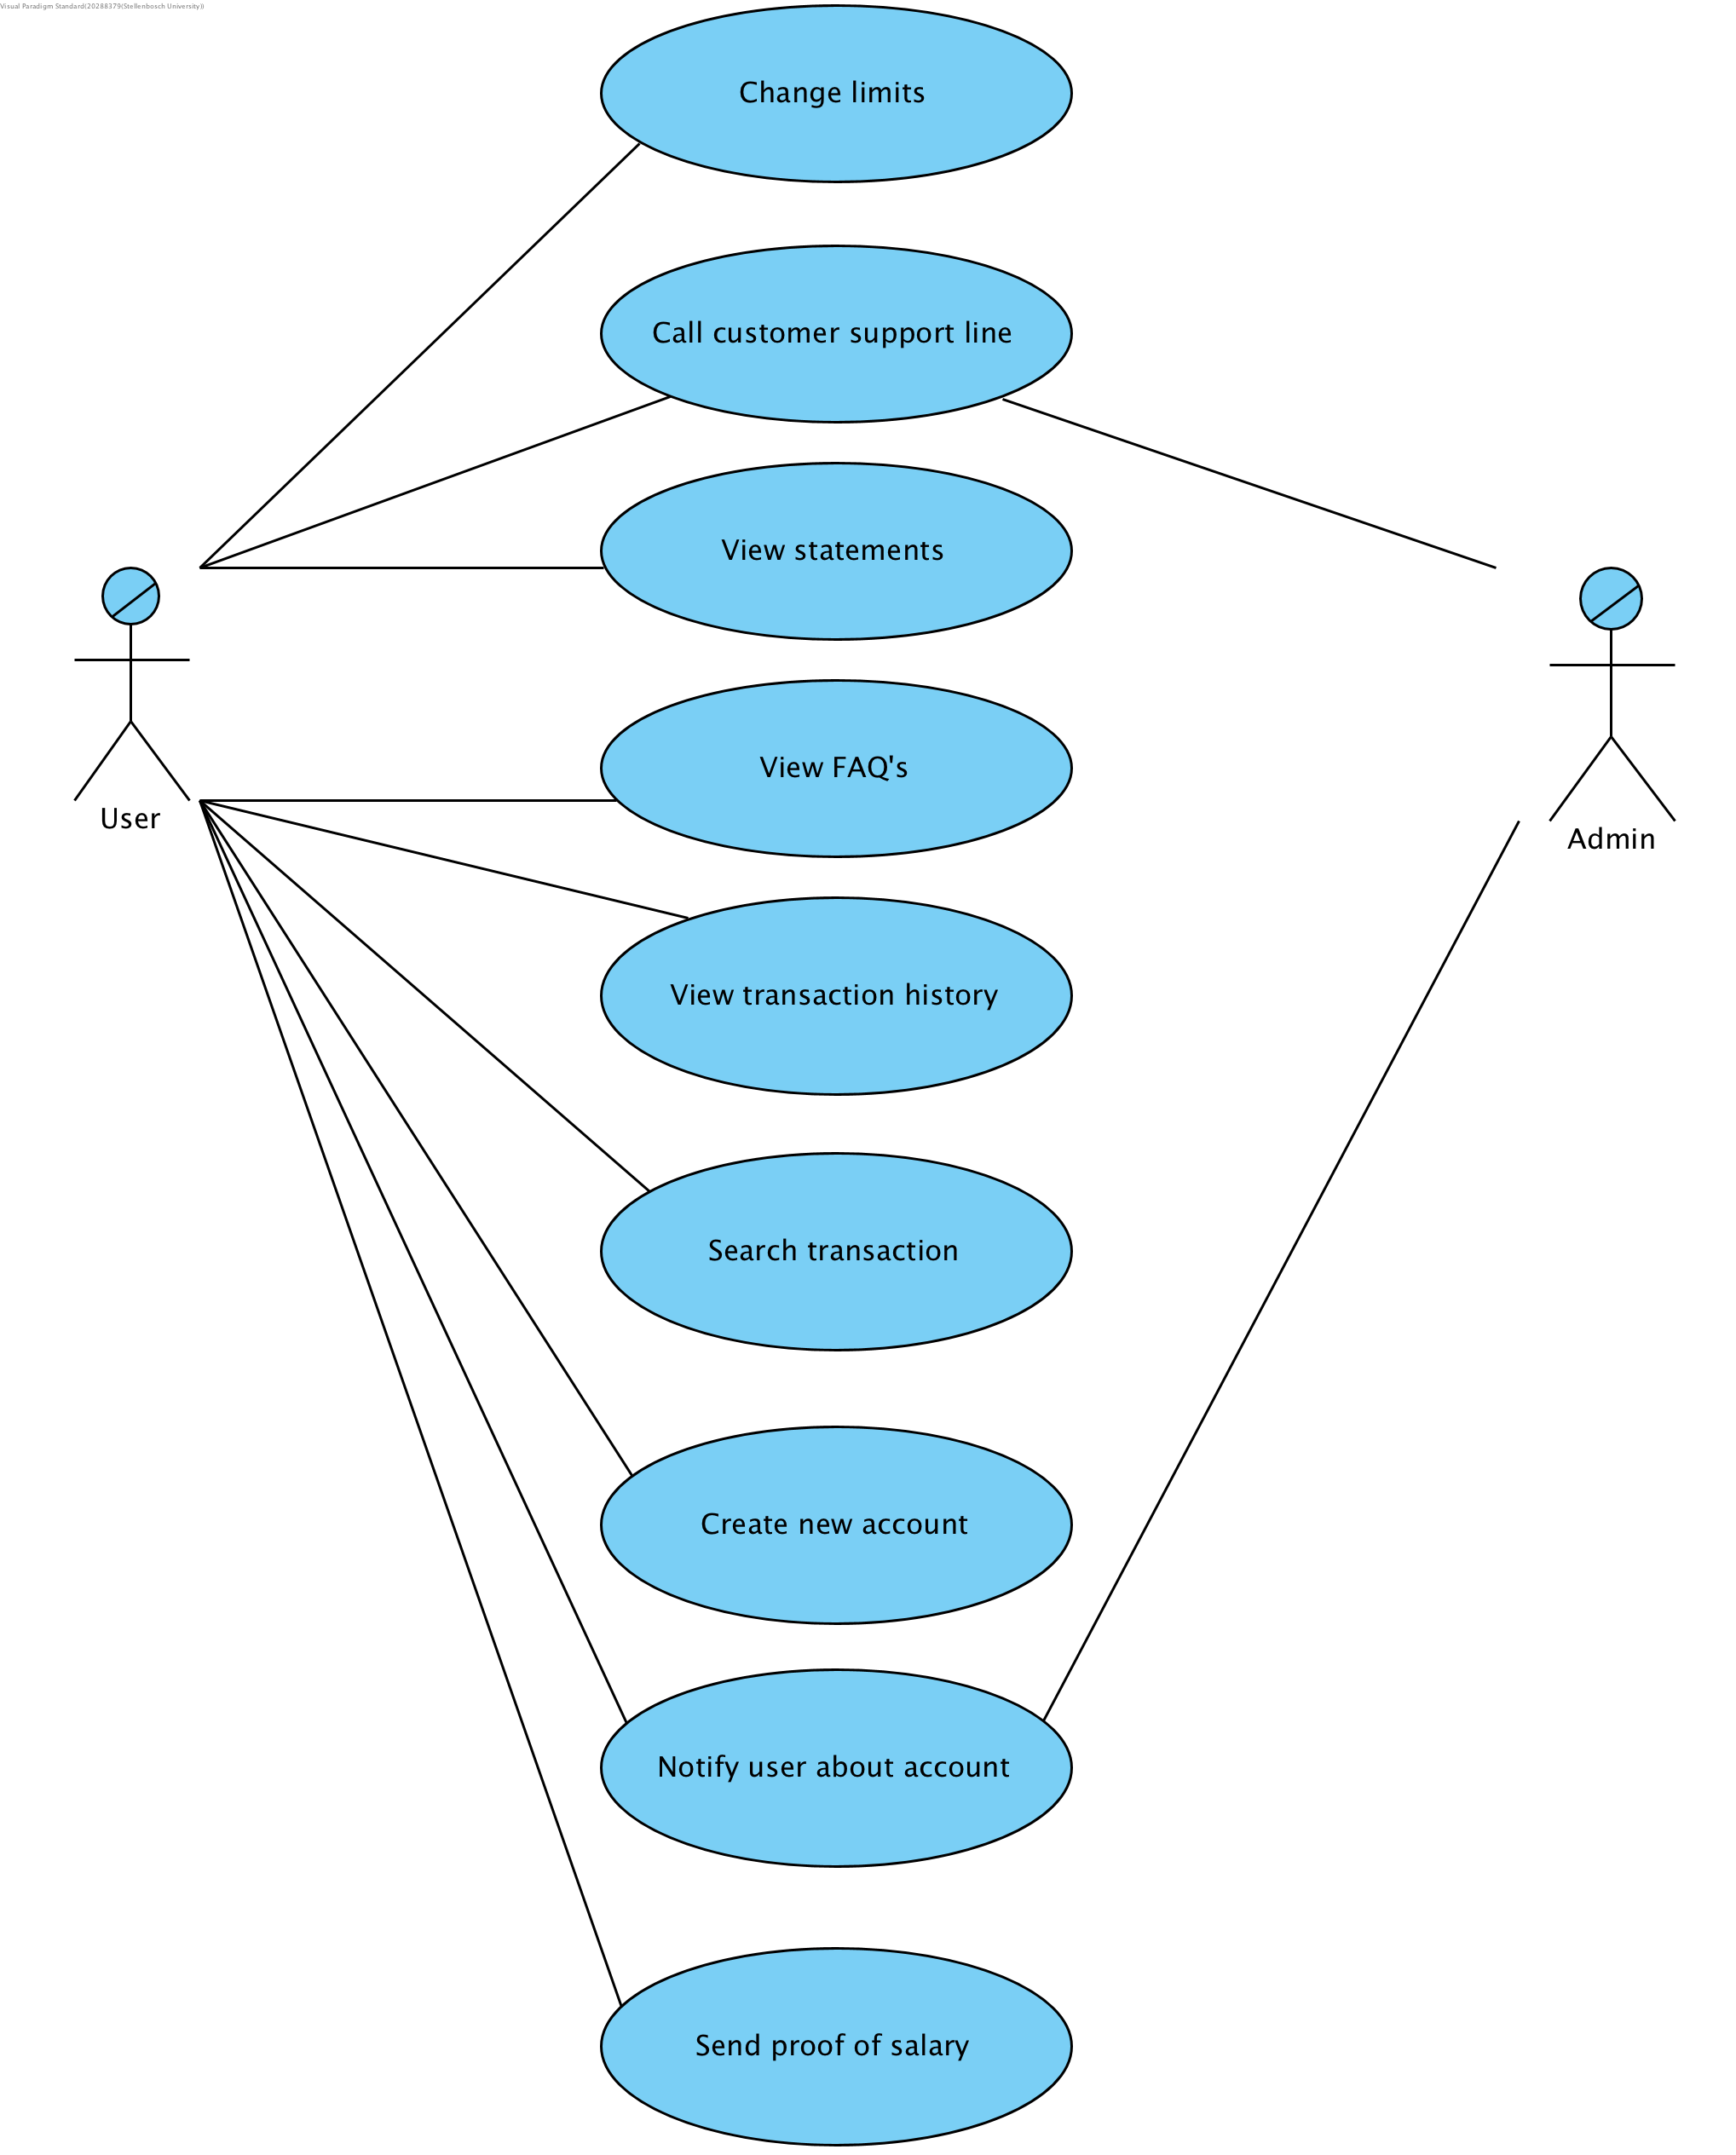 Visual Paradigm Standard(20288379(Stellenbosch University))
Change limits
Call customer support line
View statements
View FAQ's
User
Admin
View transaction history
Search transaction
Create new account
Notify user about account
Send proof of salary